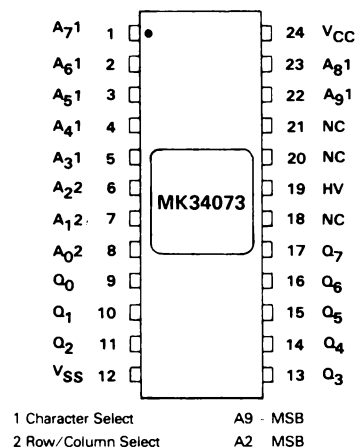 A₇1 1 24 V_CC
A₆1 2 23 A₈1
A₅1 3 22 A₉1
A₄1 4 21 NC
A₃1 5 20 NC
A₂2 6 19 HV
MK34073
A₁2 7 18 NC
A₀2 8 17 Q₇
Q₀ 9 16 Q₆
Q₁ 10 15 Q₅
Q₂ 11 14 Q₄
V_SS 12 13 Q₃
1 Character Select A9 - MSB
2 Row/Column Select A2 MSB